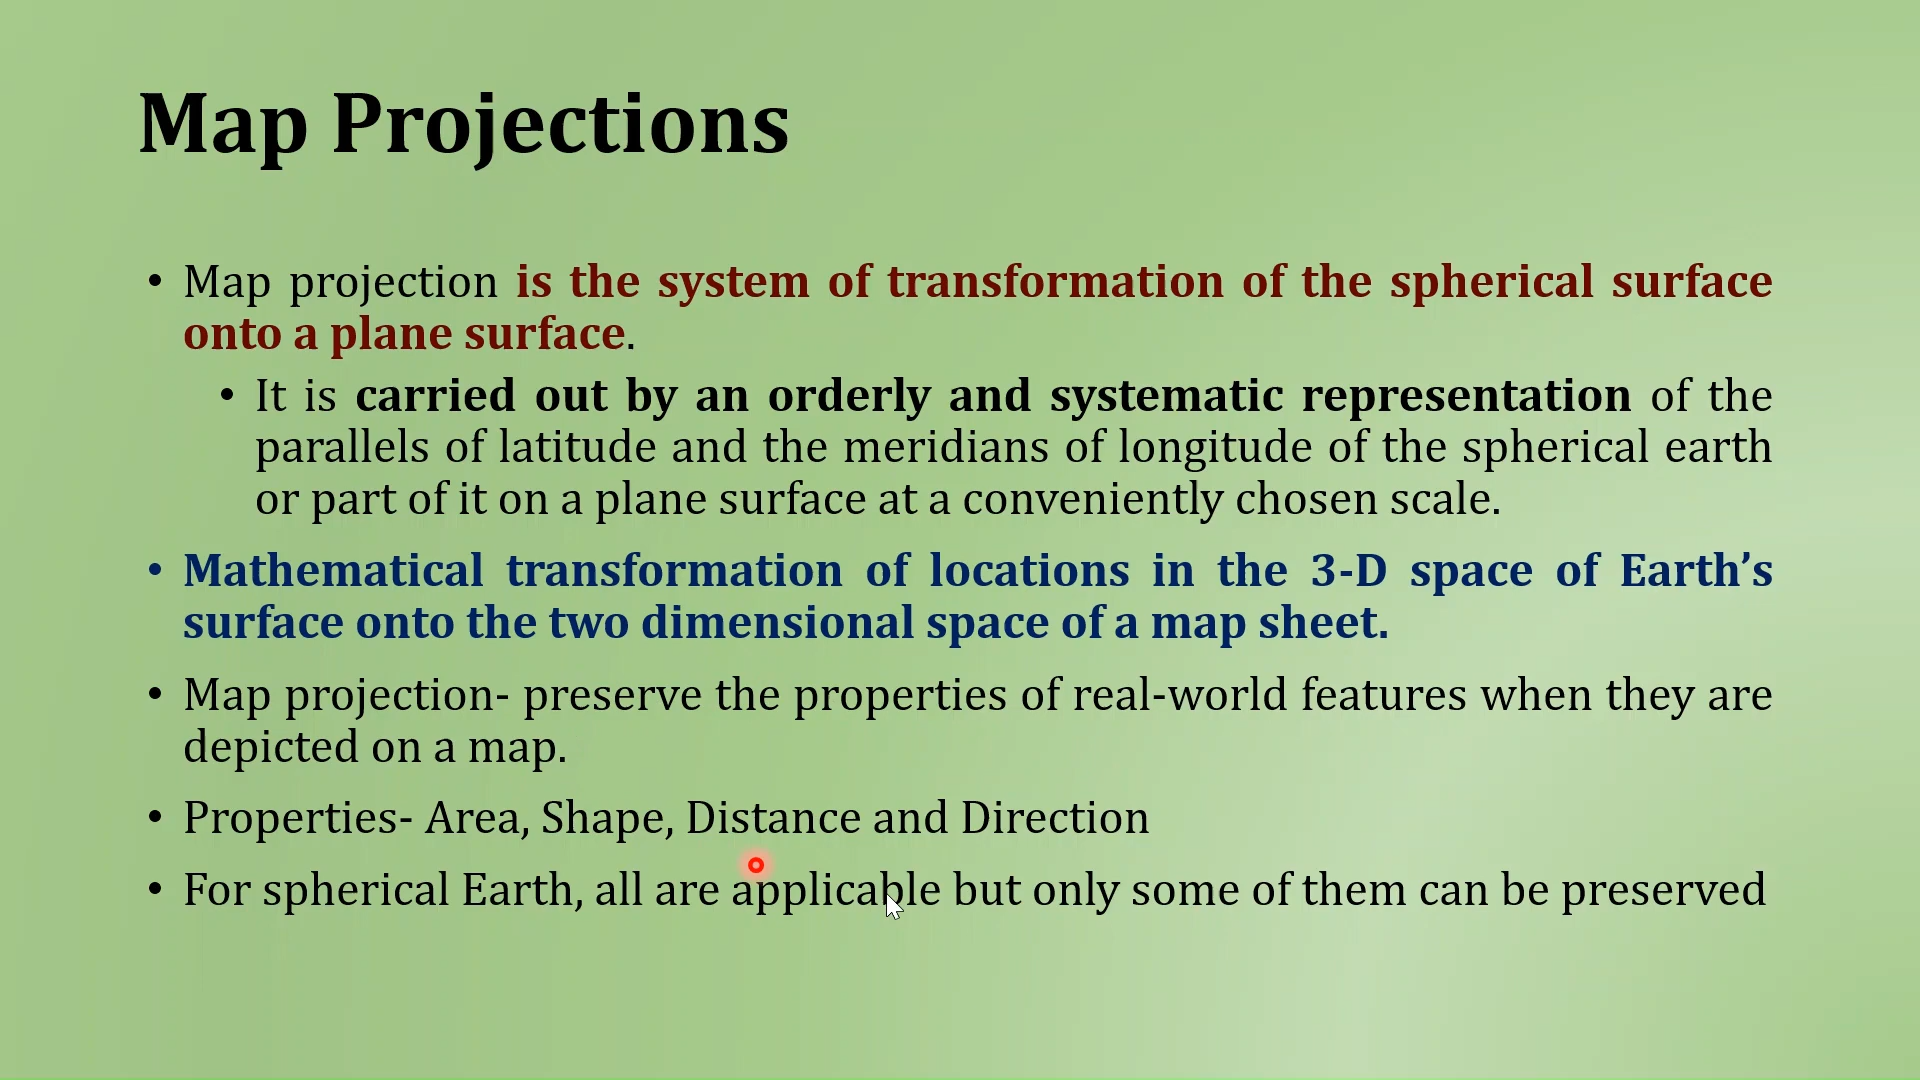 Map Projections
• Map projection is the system of transformation of the spherical surface
onto a plane surface.
• It is carried out by an orderly and systematic representation of the
parallels of latitude and the meridians of longitude of the spherical earth
or part of it on a plane surface at a conveniently chosen scale.
• Mathematical transformation of locations in the 3-D space of Earth’s
surface onto the two dimensional space of a map sheet.
• Map projection- preserve the properties of real-world features when they are
depicted on a map.
• Properties- Area, Shape, Distance and Direction
• For spherical Earth, all are applicable but only some of them can be preserved